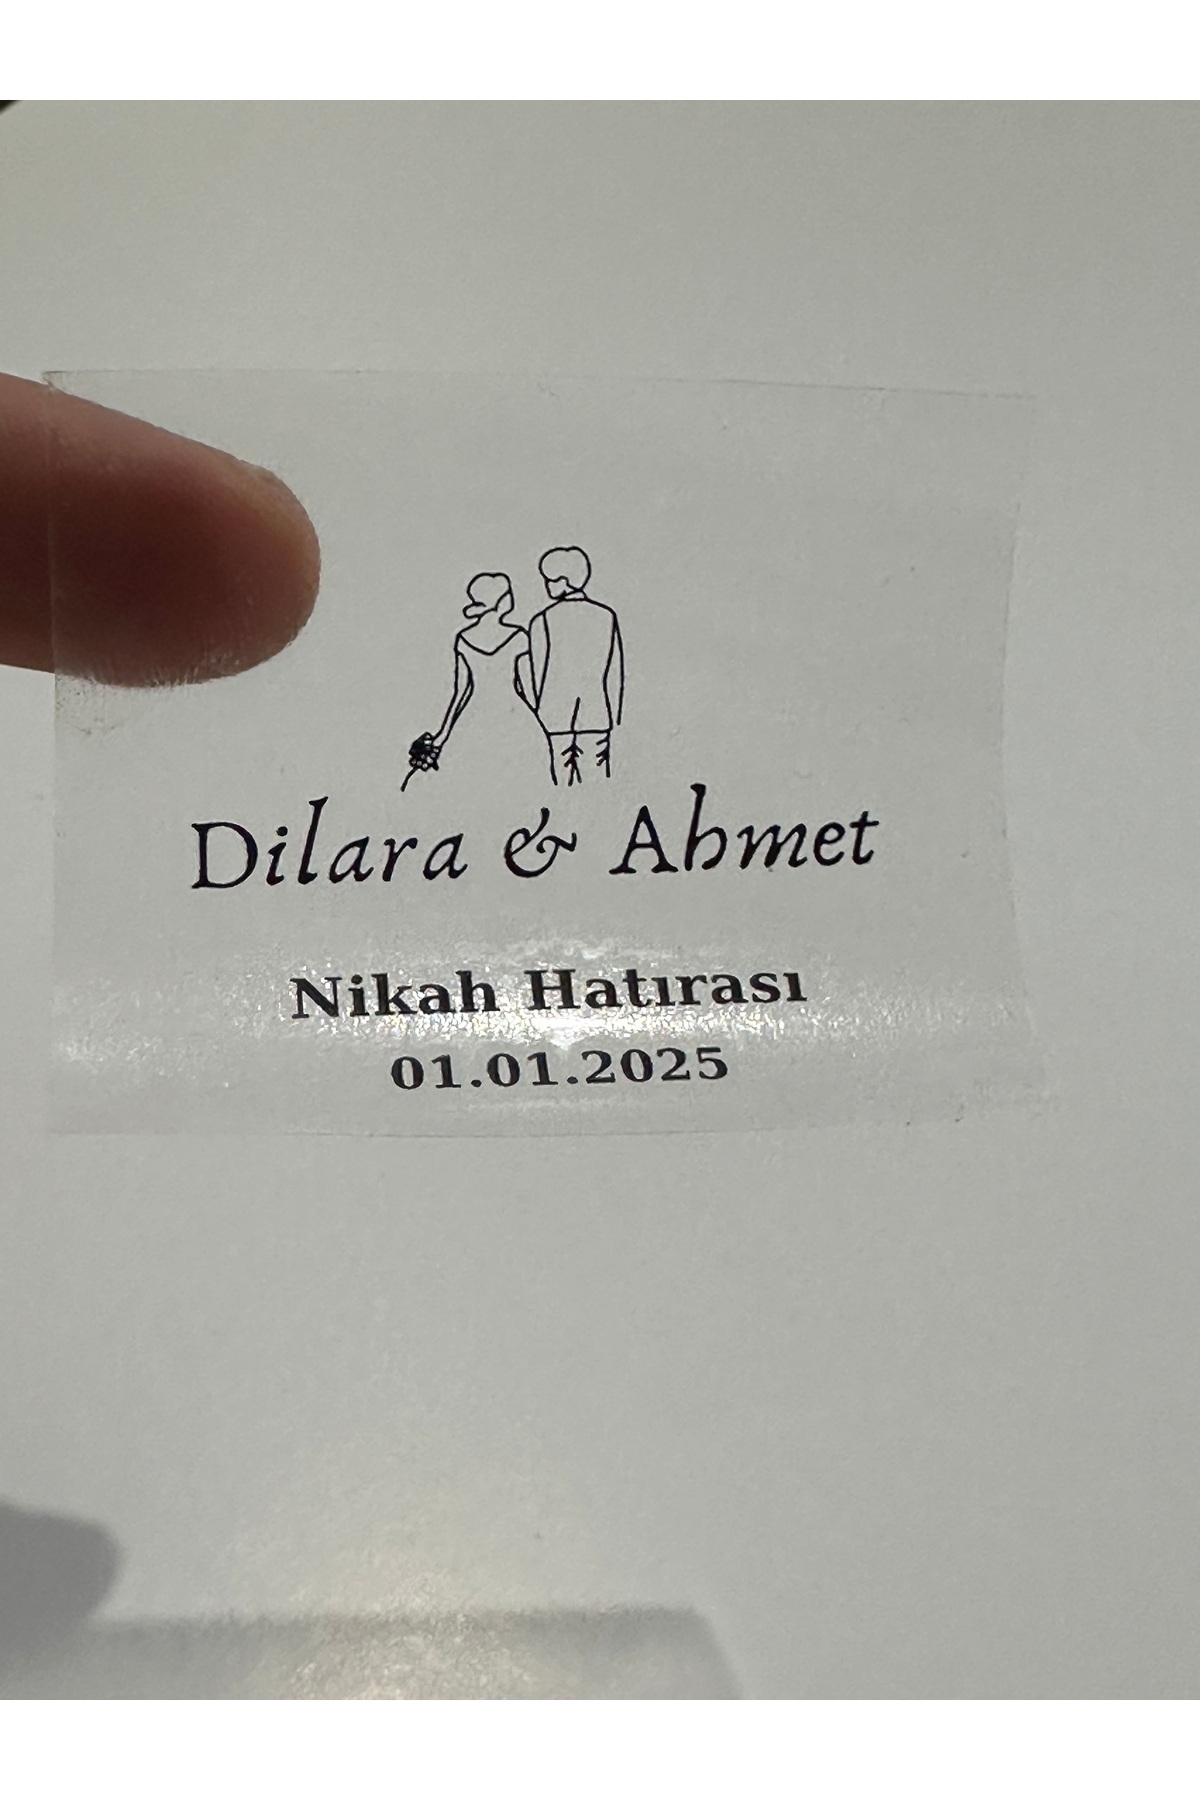 Dilara & Ahmet
Nikah Hatırası
01.01.2025